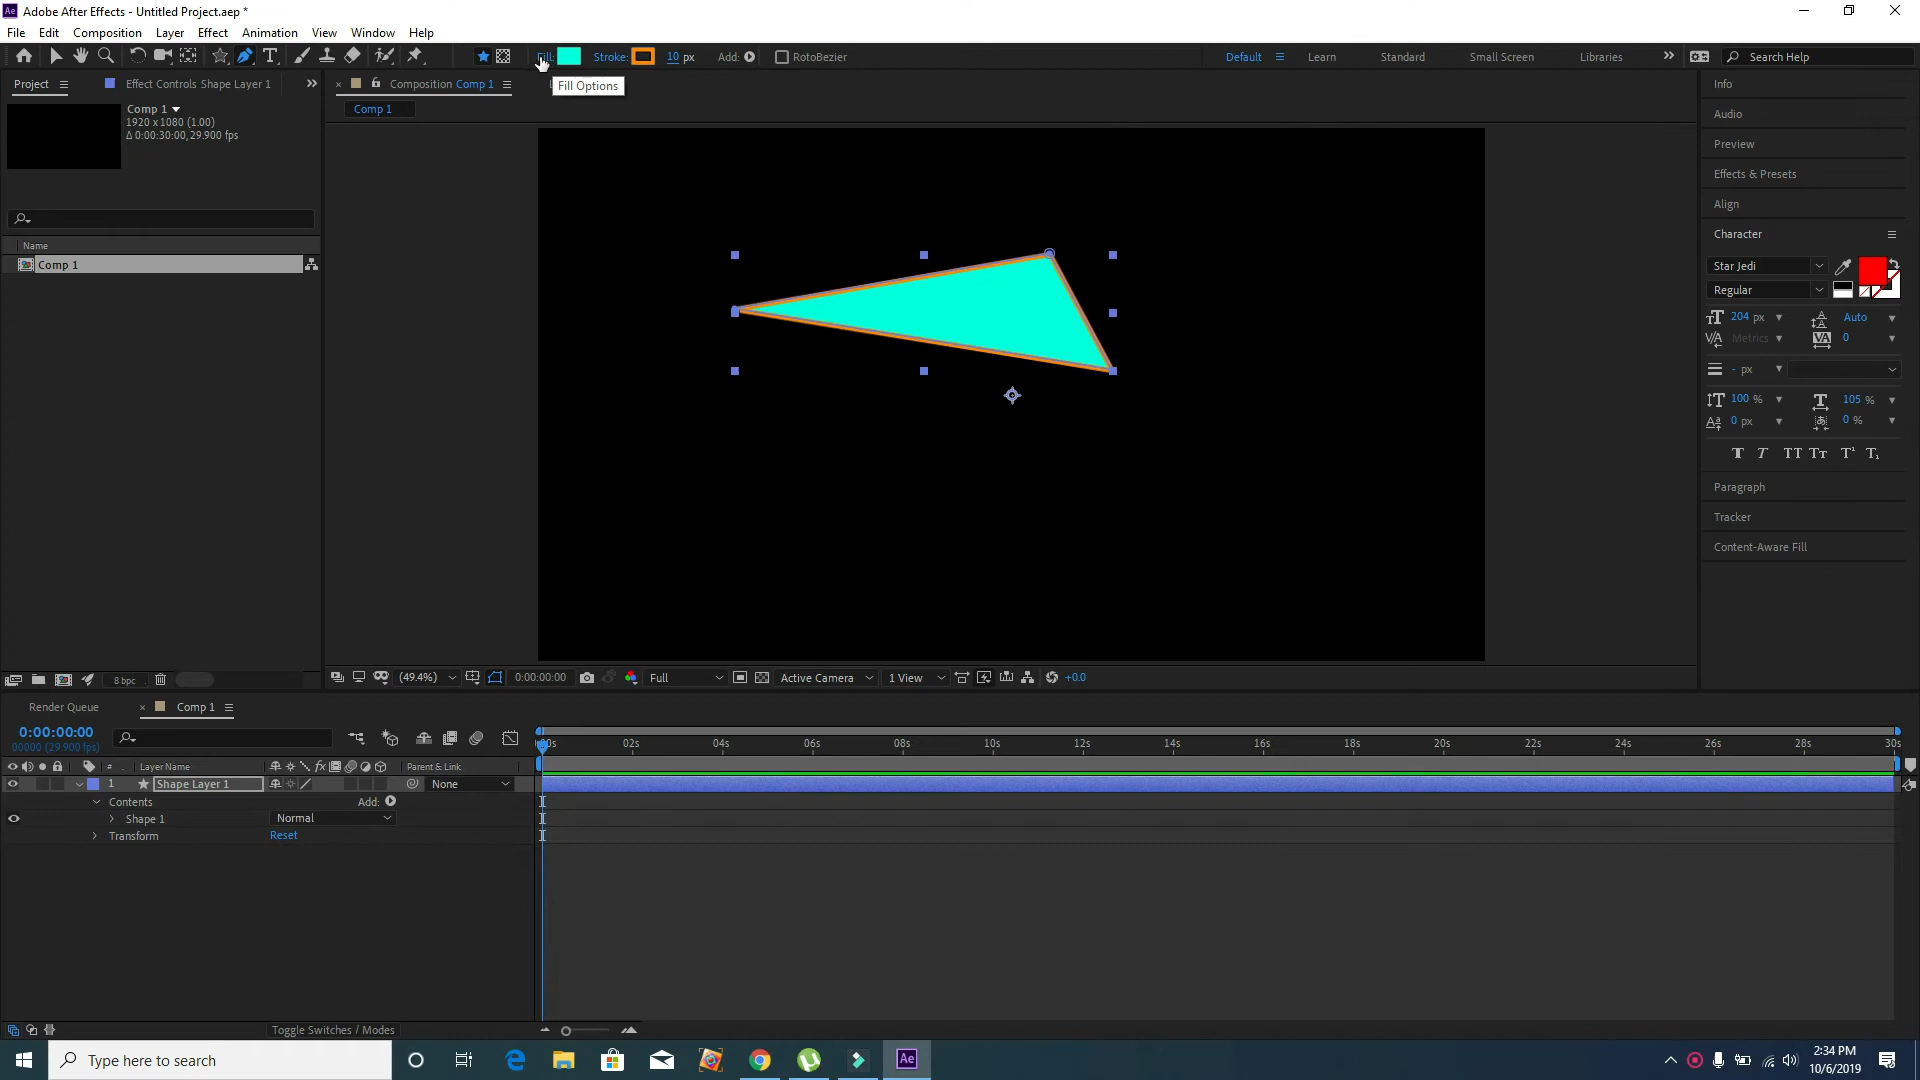 Adobe After Effects - Untitled Project.aep *
File Edit Composition Layer Effect Animation View Window Help
Fill: Stroke: 10 px Add: RotoBezier Default Learn Standard Small Screen Libraries Search Help
Fill Options
Project Effect Controls Shape Layer 1 Composition Comp 1
Comp 1
1920 x 1080 (1.00)
Δ 0:00:30:00, 29.900 fps
Comp 1
Name
Comp 1
Info
Audio
Preview
Effects & Presets
Align
Character
Star Jedi
Regular
204 px Auto
Metrics 0
- px
100 % 105 %
0 px 0 %
T T TT TT T¹ T₁
Paragraph
Tracker
Content-Aware Fill
8 bpc (49.4%) 0:00:00:00 Full Active Camera 1 View +0.0
Render Queue Comp 1
0:00:00:00
00000 (29.900 fps)
00s 02s 04s 06s 08s 10s 12s 14s 16s 18s 20s 22s 24s 26s 28s 30s
# Layer Name fx Parent & Link
1 Shape Layer 1 None
Contents Add:
Shape 1 Normal
Transform Reset
Toggle Switches / Modes
Type here to search
Ae
2:34 PM
10/6/2019